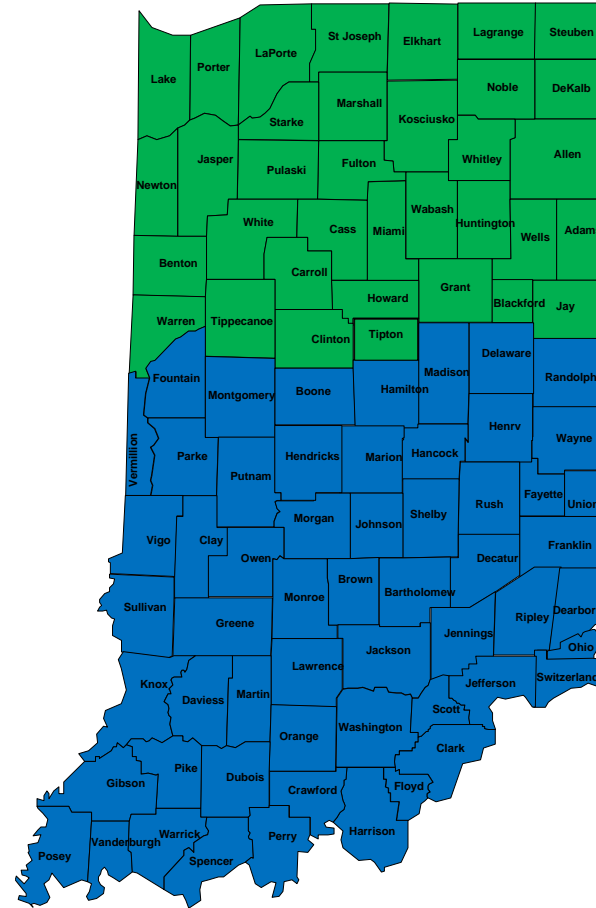 St Joseph
Elkhart
Lagrange
Steuben
LaPorte
Porter
Lake
Noble
DeKalb
Marshall
Kosciusko
Starke
Allen
Jasper
Pulaski
Fulton
Whitley
Newton
Wabash
White
Cass
Miami
Huntington
Wells
Adam
Benton
Carroll
Grant
Howard
Blackford
Jay
Warren
Tippecanoe
Clinton
Tipton
Delaware
Madison
Randolph
Fountain
Montgomery
Boone
Hamilton
Henry
Wayne
Vermillion
Parke
Putnam
Hendricks
Marion
Hancock
Rush
Fayette
Union
Morgan
Johnson
Shelby
Vigo
Clay
Owen
Decatur
Franklin
Brown
Bartholomew
Monroe
Sullivan
Greene
Ripley
Dearbor
Jennings
Ohio
Jackson
Lawrence
Knox
Daviess
Martin
Jefferson
Switzerland
Scott
Orange
Washington
Clark
Pike
Gibson
Dubois
Crawford
Floyd
Harrison
Posey
Vanderburgh
Warrick
Spencer
Perry